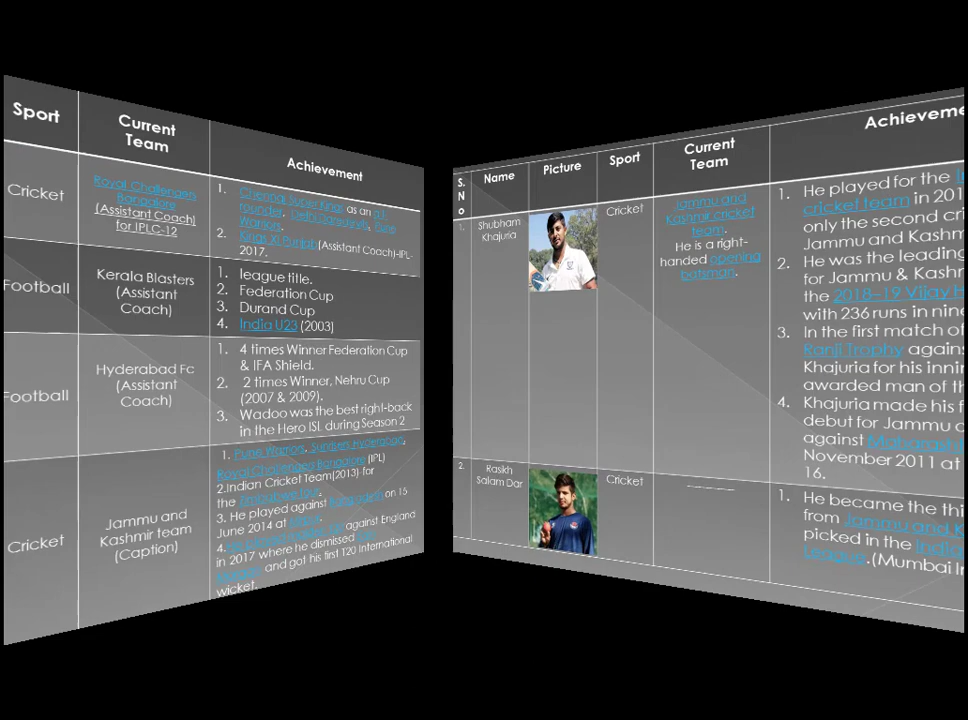 Sport
Current
Team
Achievement
Cricket
Royal Challengers
Bangalore
(Assistant Coach)
for IPLC-12
1. Chennai Super Kings as an all-
rounder, Delhi Daredevils, Pune
Warriors.
2. Kings XI Punjab(Assistant Coach)-IPL-
2017.
Football
Kerala Blasters
(Assistant
Coach)
1. league title.
2. Federation Cup
3. Durand Cup
4. India U23 (2003)
Football
Hyderabad Fc
(Assistant
Coach)
1. 4 times Winner Federation Cup
& IFA Shield.
2. 2 times Winner, Nehru Cup
(2007 & 2009).
3. Wadoo was the best right-back
in the Hero ISL during Season 2
Cricket
Jammu and
Kashmir team
(Caption)
1. Pune Warrior, Sunrisen Hyderabad,
Royal Challengen Bangalore (IPL)
2.Indian Cricket Team(2013) for
the Zimbabwe tour.
3. He played against Bangladesh on 15
June 2014 at
4. against England
in 2017 where he dismissed
and got his first T20 International
wicket.
S.
N
o
Name
Picture
Sport
Current
Team
Achieveme
1.
Shubham
Khajuria
Cricket
Jammu and
Kashmir cricket
team.
He is a right-
handed opening
batsman.
1. He played for the I
cricket team in 201
only the second cri
Jammu and Kashm
2. He was the leading
for Jammu & Kashr
the 2018–19 Vijay H
with 236 runs in nine
3. In the first match of
Ranji Trophy agains
Khajuria for his innir
awarded man of th
4. Khajuria made his f
debut for Jammu c
against Maharasht
November 2011 at
16.
2.
Rasikh
Salam Dar
Cricket
1. He became the thi
from Jammu and K
picked in the India
League.(Mumbai In